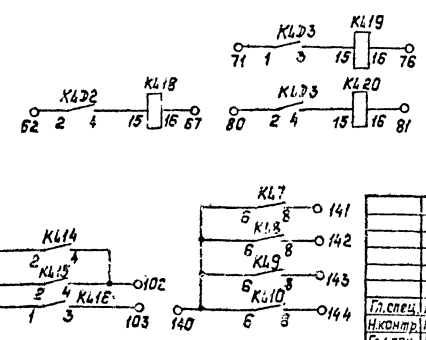 KL19
KLD3
71 1 3 15 16 76
KL18
KLD3
KL20
KLD2
62 2 4 15 16 67
80 2 4 15 16 81
KL7
6 8 141
KL8
6 8 142
KL9
6 8 143
KL10
140 6 8 144
KL14
2 4
KL15
2 4 102
KL16
1 3 103
Гл.спец.
Н.контр.